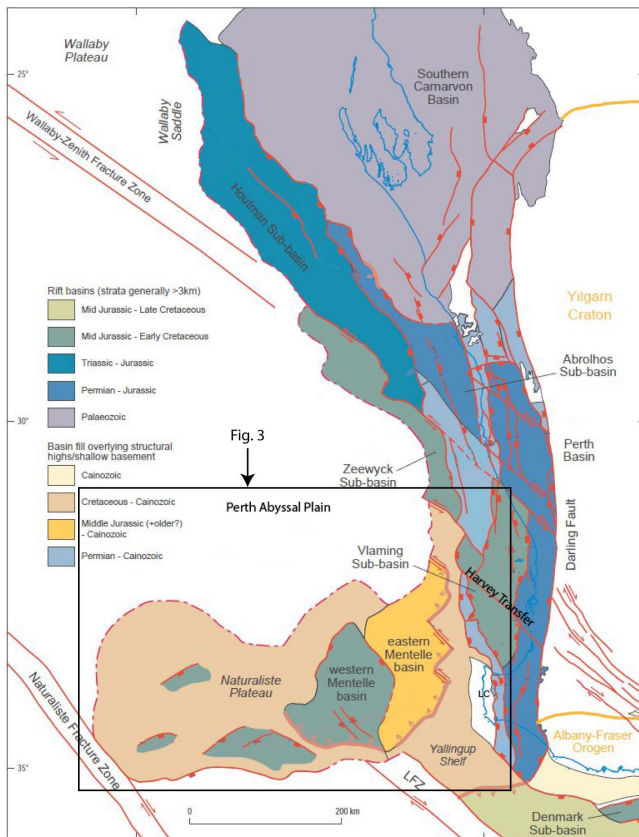 Wallaby
Plateau
25°
Wallaby
Saddle
Southern
Carnarvon
Basin
Wallaby-Zenith Fracture Zone
Houtman Sub-basin
Rift basins (strata generally >3km)
Mid Jurassic - Late Cretaceous
Mid Jurassic - Early Cretaceous
Triassic - Jurassic
Permian - Jurassic
Palaeozoic
Yilgarn
Craton
Abrolhos
Sub-basin
30°
Basin fill overlying structural
highs/shallow basement
Cainozoic
Cretaceous - Cainozoic
Middle Jurassic (+older?)
- Cainozoic
Permian - Cainozoic
Fig. 3
Perth
Basin
Zeewyck
Sub-basin
Perth Abyssal Plain
Darling Fault
Vlaming
Sub-basin
Harvey Transfer
eastern
Mentelle
basin
western
Mentelle
basin
Naturaliste
Plateau
LC
Naturaliste Fracture Zone
Yallingup
Shelf
Albany-Fraser
Orogen
35°
LFZ
0
200 km
Denmark
Sub-basin